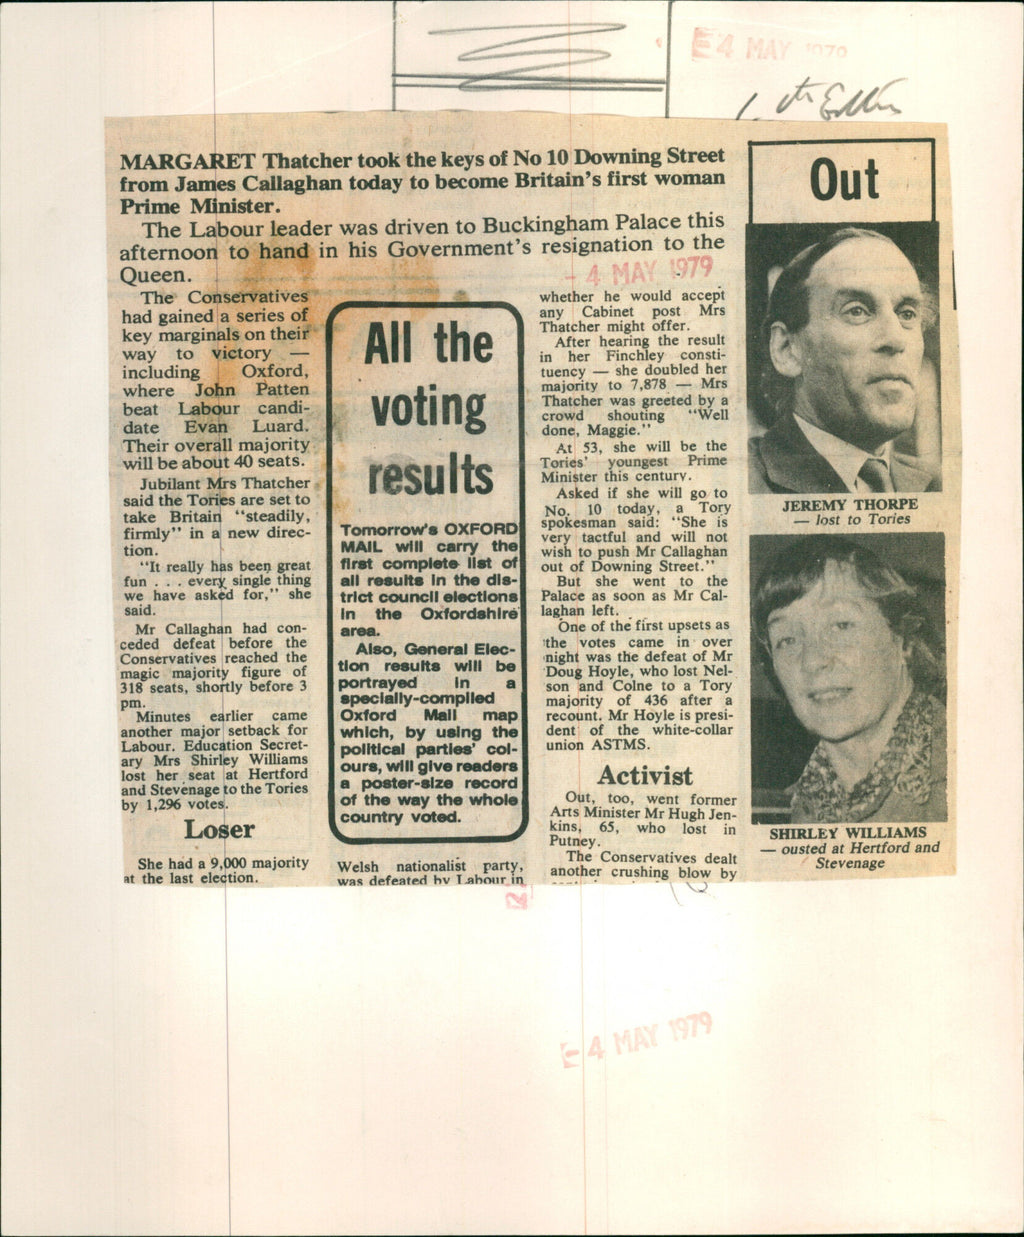 4 MAY 1979
MARGARET Thatcher took the keys of No 10 Downing Street
from James Callaghan today to become Britain's first woman
Prime Minister.
The Labour leader was driven to Buckingham Palace this
afternoon to hand in his Government's resignation to the
Queen.
- 4 MAY 1979
The Conservatives
had gained a series of
key marginals on their
way to victory —
including Oxford,
where John Patten
beat Labour candi-
date Evan Luard.
Their overall majority
will be about 40 seats.
Jubilant Mrs Thatcher
said the Tories are set to
take Britain "steadily,
firmly" in a new direc-
tion.
"It really has been great
fun . . . every single thing
we have asked for," she
said.
Mr Callaghan had con-
ceded defeat before the
Conservatives reached the
magic majority figure of
318 seats, shortly before 3
pm.
Minutes earlier came
another major setback for
Labour. Education Secret-
ary Mrs Shirley Williams
lost her seat at Hertford
and Stevenage to the Tories
by 1,296 votes.
Loser
She had a 9,000 majority
at the last election.
All the
voting
results
Tomorrow's OXFORD
MAIL will carry the
first complete list of
all results in the dis-
trict council elections
in the Oxfordshire
area.
Also, General Elec-
tion results will be
portrayed in a
specially-compiled
Oxford Mail map
which, by using the
political parties' col-
ours, will give readers
a poster-size record
of the way the whole
country voted.
Welsh nationalist party,
was defeated by Labour in
whether he would accept
any Cabinet post Mrs
Thatcher might offer.
After hearing the result
in her Finchley consti-
tuency — she doubled her
majority to 7,878 — Mrs
Thatcher was greeted by a
crowd shouting "Well
done, Maggie."
At 53, she will be the
Tories' youngest Prime
Minister this century.
Asked if she will go to
No. 10 today, a Tory
spokesman said: "She is
very tactful and will not
wish to push Mr Callaghan
out of Downing Street."
But she went to the
Palace as soon as Mr Cal-
laghan left.
One of the first upsets as
the votes came in over
night was the defeat of Mr
Doug Hoyle, who lost Nel-
son and Colne to a Tory
majority of 436 after a
recount. Mr Hoyle is presi-
dent of the white-collar
union ASTMS.
Activist
Out, too, went former
Arts Minister Mr Hugh Jen-
kins, 65, who lost in
Putney.
The Conservatives dealt
another crushing blow by
Out
JEREMY THORPE
— lost to Tories
SHIRLEY WILLIAMS
— ousted at Hertford and
Stevenage
4 MAY 1979